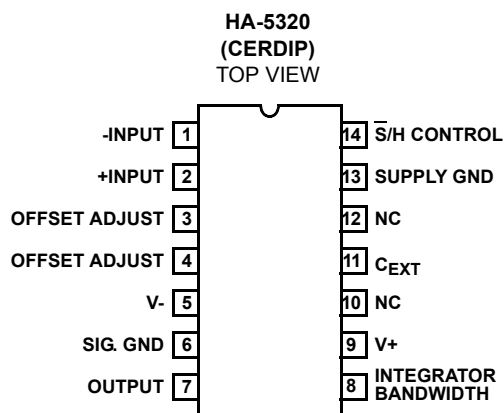 HA-5320
(CERDIP)
TOP VIEW
-INPUT 1
+INPUT 2
OFFSET ADJUST 3
OFFSET ADJUST 4
V- 5
SIG. GND 6
OUTPUT 7
14 S̅/H CONTROL
13 SUPPLY GND
12 NC
11 CEXT
10 NC
9 V+
8 INTEGRATOR
BANDWIDTH